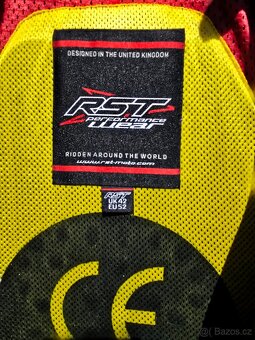 DESIGNED IN THE UNITED KINGDOM
RST
performance
wear
RIDDEN AROUND THE WORLD
www.rst-moto.com
RST
UK 42
EU 52
CE
Bazos.cz